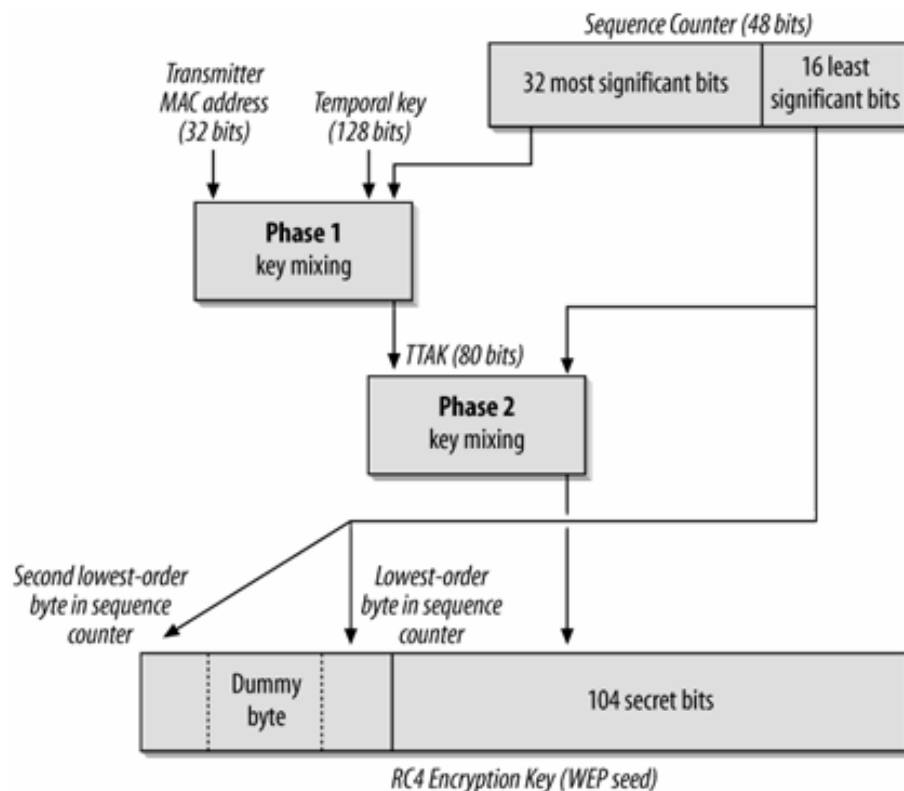 Sequence Counter (48 bits)
32 most significant bits
16 least
significant bits
Transmitter
MAC address
(32 bits)
Temporal key
(128 bits)
Phase 1
key mixing
TTAK (80 bits)
Phase 2
key mixing
Second lowest-order
byte in sequence
counter
Lowest-order
byte in sequence
counter
Dummy
byte
104 secret bits
RC4 Encryption Key (WEP seed)